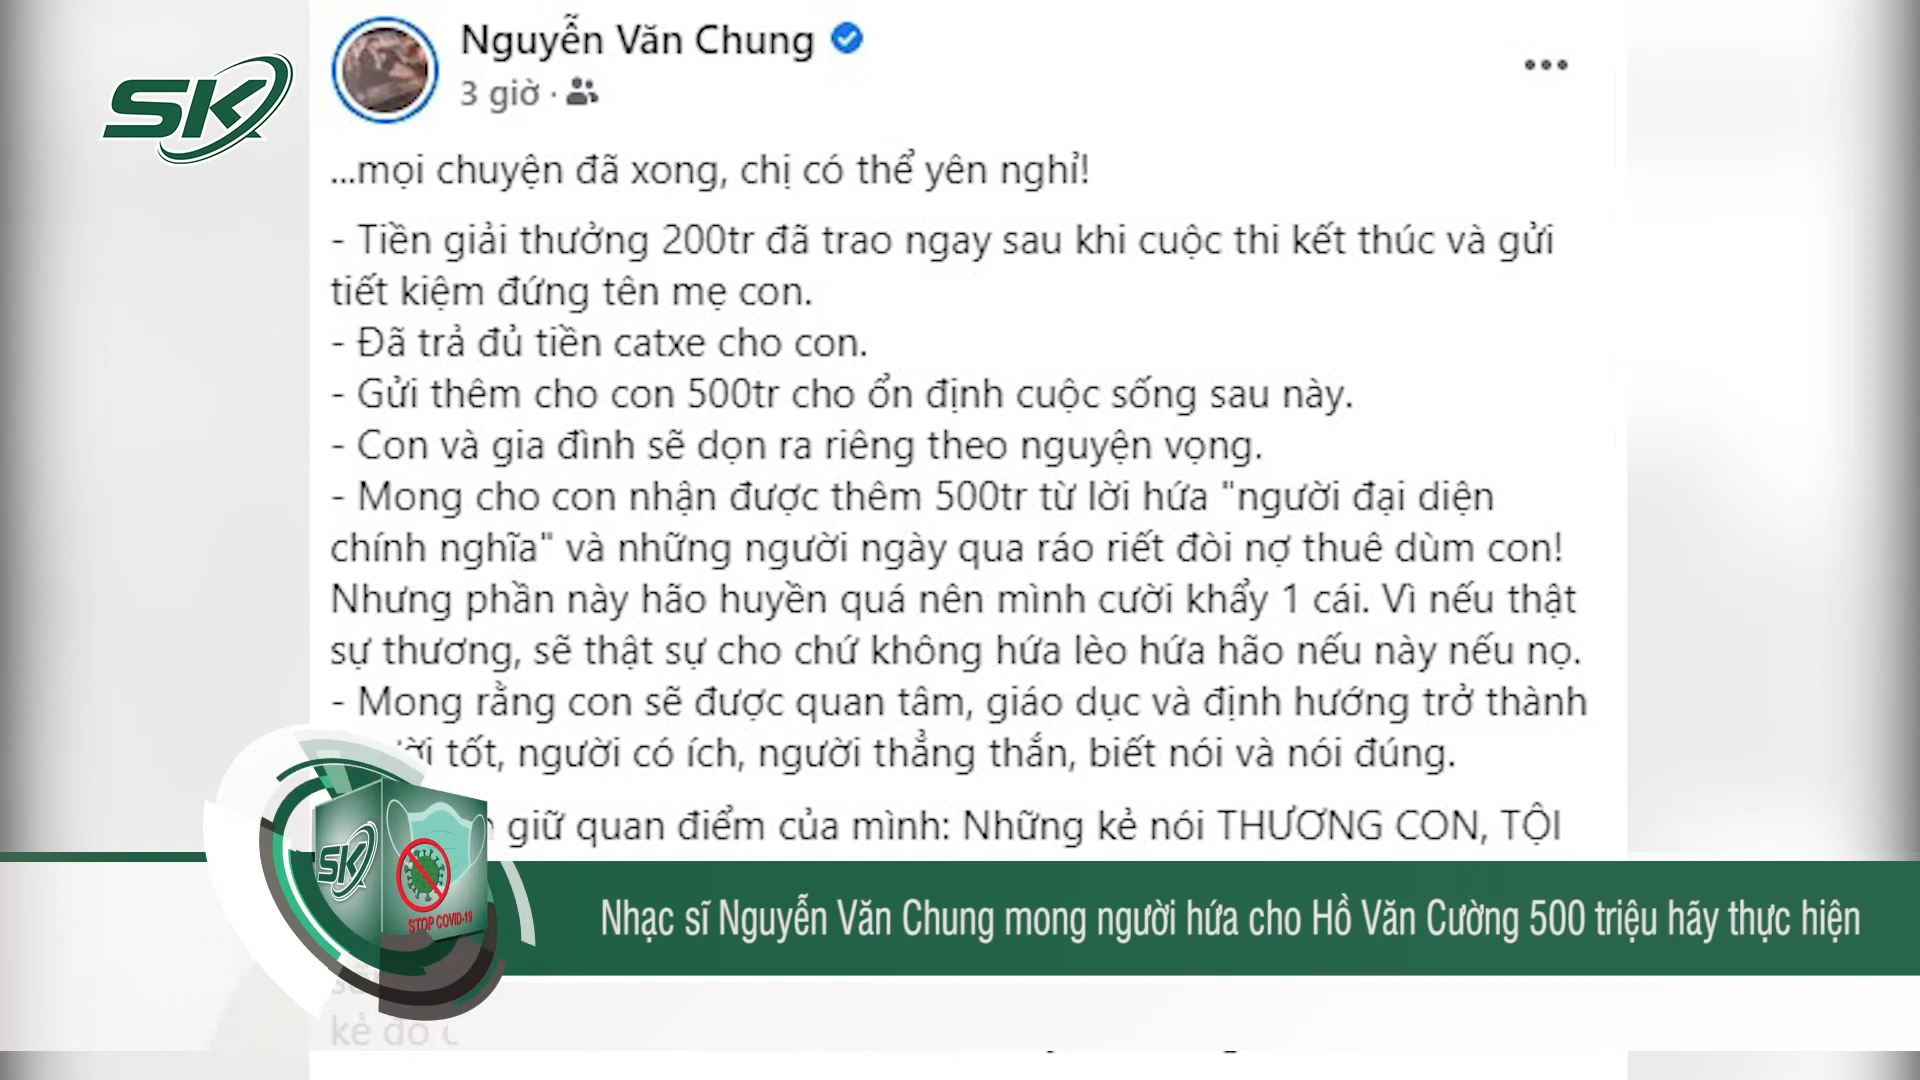 SK
Nguyễn Văn Chung
3 giờ ·
...mọi chuyện đã xong, chị có thể yên nghỉ!
- Tiền giải thưởng 200tr đã trao ngay sau khi cuộc thi kết thúc và gửi
tiết kiệm đứng tên mẹ con.
- Đã trả đủ tiền catxe cho con.
- Gửi thêm cho con 500tr cho ổn định cuộc sống sau này.
- Con và gia đình sẽ dọn ra riêng theo nguyện vọng.
- Mong cho con nhận được thêm 500tr từ lời hứa "người đại diện
chính nghĩa" và những người ngày qua ráo riết đòi nợ thuê dùm con!
Nhưng phần này hão huyền quá nên mình cười khẩy 1 cái. Vì nếu thật
sự thương, sẽ thật sự cho chứ không hứa lèo hứa hão nếu này nếu nọ.
- Mong rằng con sẽ được quan tâm, giáo dục và định hướng trở thành
tốt, người có ích, người thẳng thắn, biết nói và nói đúng.
giữ quan điểm của mình: Những kẻ nói THƯƠNG CON, TỘI
SK
STOP COVID-19
Nhạc sĩ Nguyễn Văn Chung mong người hứa cho Hồ Văn Cường 500 triệu hãy thực hiện
kẻ đó